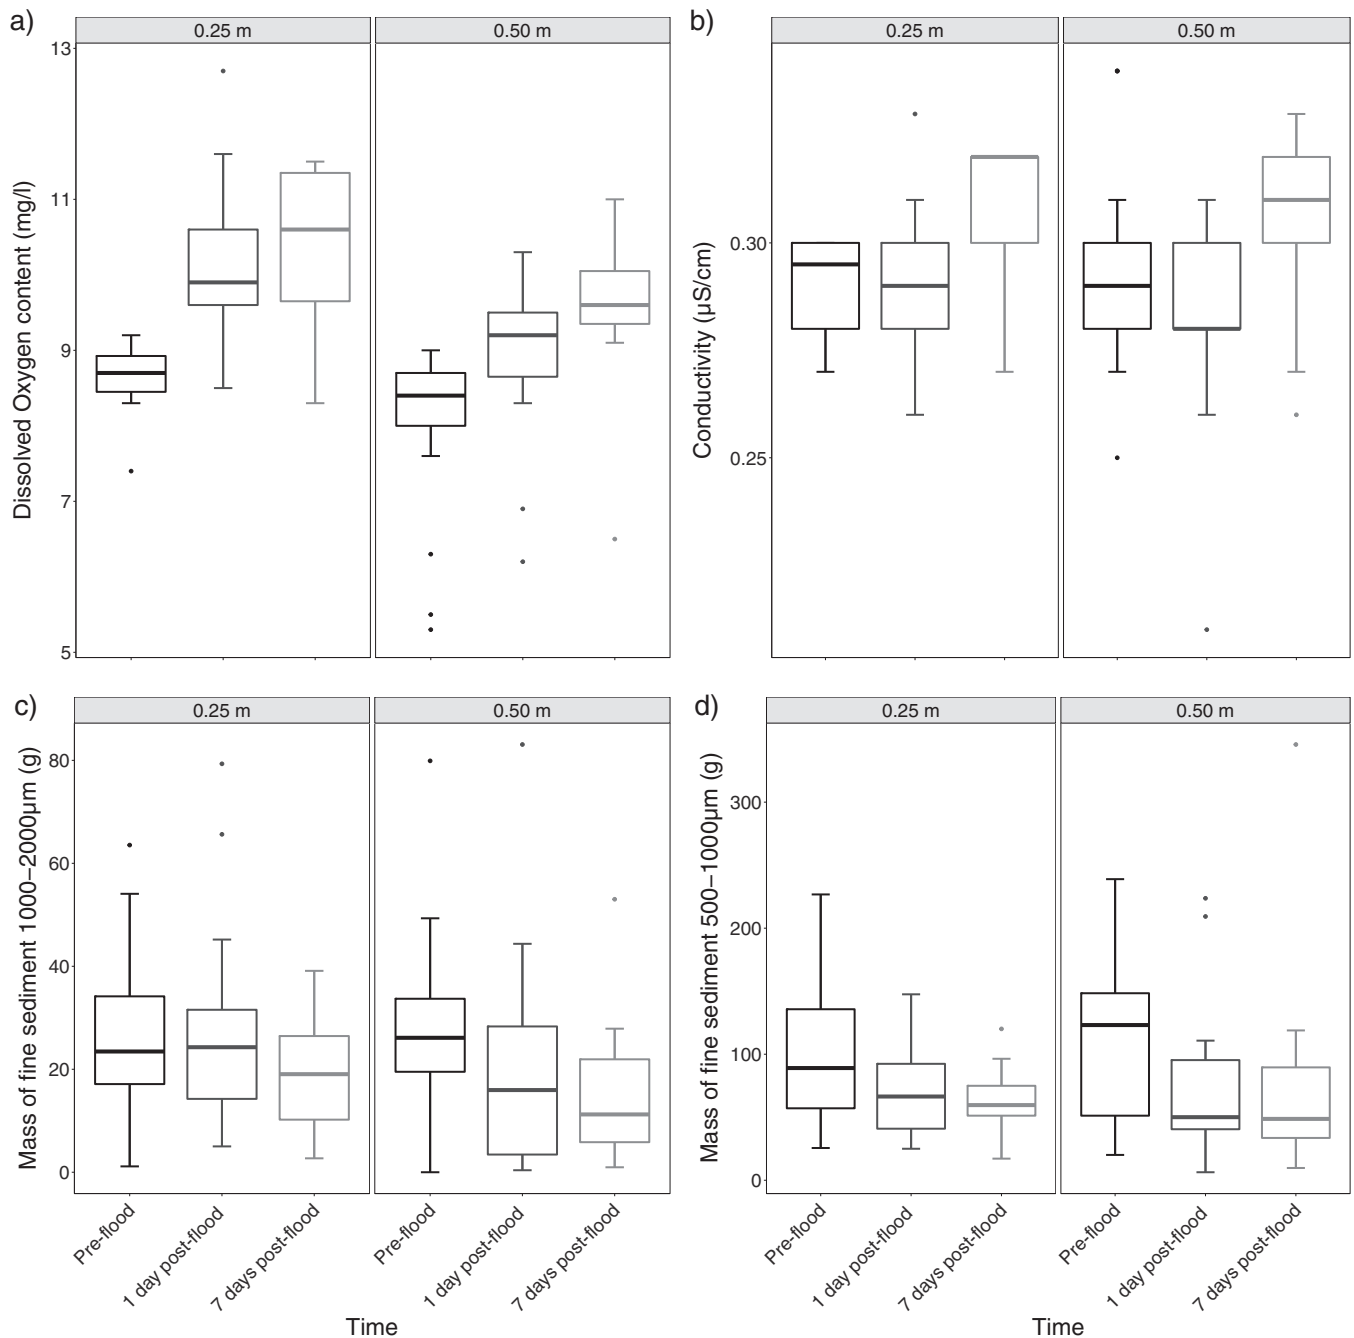 a)
0.25 m
0.50 m
Dissolved Oxygen content (mg/l)
13
11
9
7
5
b)
0.25 m
0.50 m
Conductivity (µS/cm)
0.30
0.25
c)
0.25 m
0.50 m
Mass of fine sediment 1000−2000µm (g)
80
60
40
20
0
Pre-flood
1 day post-flood
7 days post-flood
Pre-flood
1 day post-flood
7 days post-flood
Time
d)
0.25 m
0.50 m
Mass of fine sediment 500−1000µm (g)
300
200
100
0
Pre-flood
1 day post-flood
7 days post-flood
Pre-flood
1 day post-flood
7 days post-flood
Time